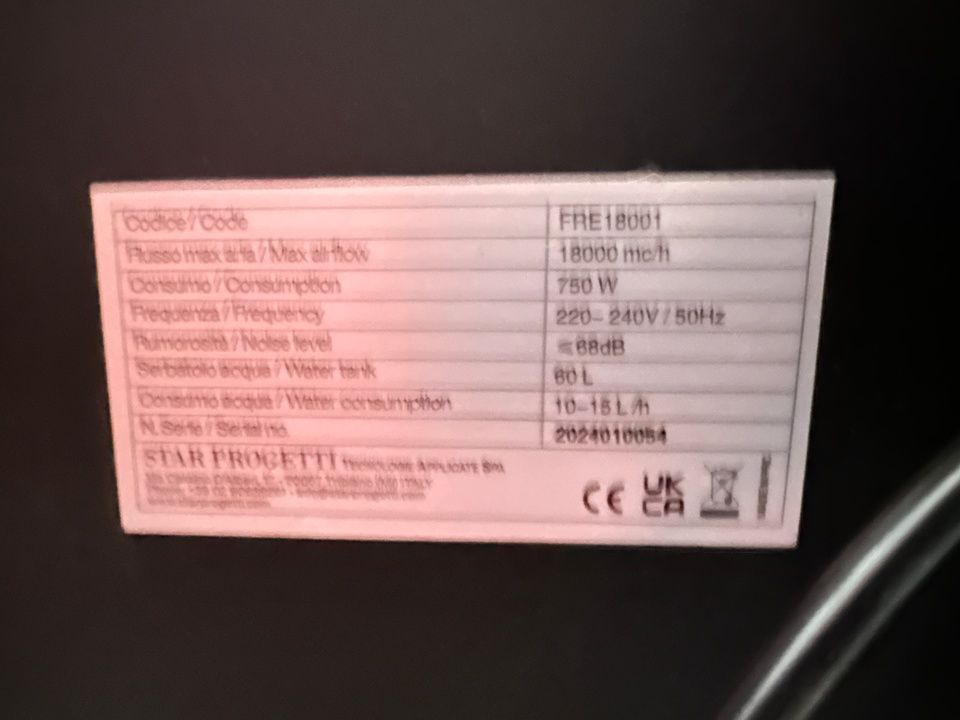 Codice / Code FRE18001
Flusso max aria / Max airflow 18000 mc/h
Consumo / Consumption 750 W
Frequenza / Frequency 220- 240V / 50Hz
Rumorosità / Noise level ≤68dB
Serbatoio acqua / Water tank 60 L
Consumo acqua / Water consumption 10-15 L/h
N. Serie / Serial no. 2024010054
STAR PROGETTI TECNOLOGIE APPLICATE SPA
ITALY
CE UK CA